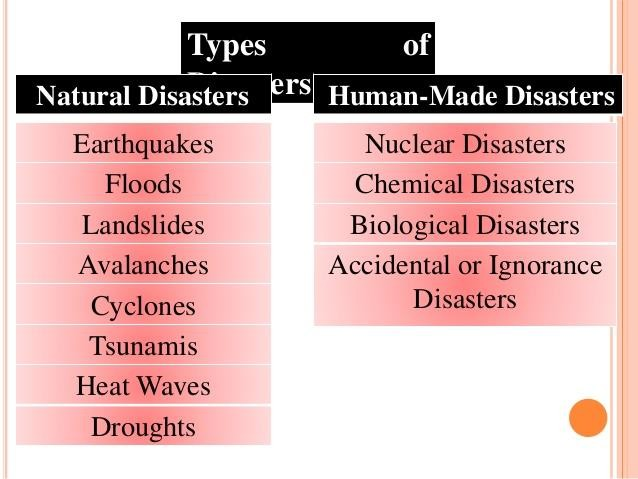 Types of
Natural Disasters
Human-Made Disasters
Earthquakes
Floods
Landslides
Avalanches
Cyclones
Tsunamis
Heat Waves
Droughts
Nuclear Disasters
Chemical Disasters
Biological Disasters
Accidental or Ignorance
Disasters